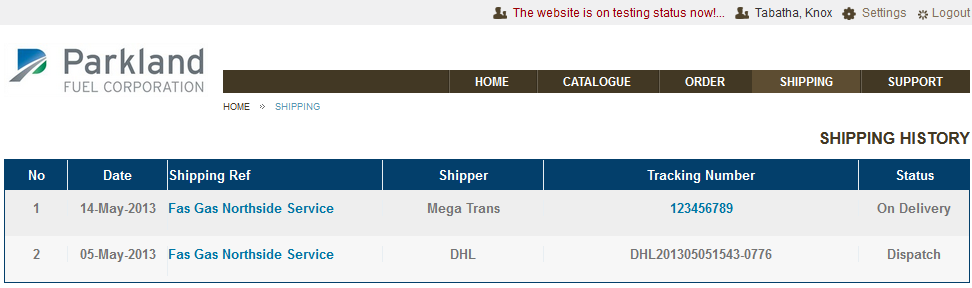 The website is on testing status now!... Tabatha, Knox Settings Logout
Parkland
FUEL CORPORATION
HOME CATALOGUE ORDER SHIPPING SUPPORT
HOME » SHIPPING
SHIPPING HISTORY
No Date Shipping Ref Shipper Tracking Number Status
1 14-May-2013 Fas Gas Northside Service Mega Trans 123456789 On Delivery
2 05-May-2013 Fas Gas Northside Service DHL DHL201305051543-0776 Dispatch